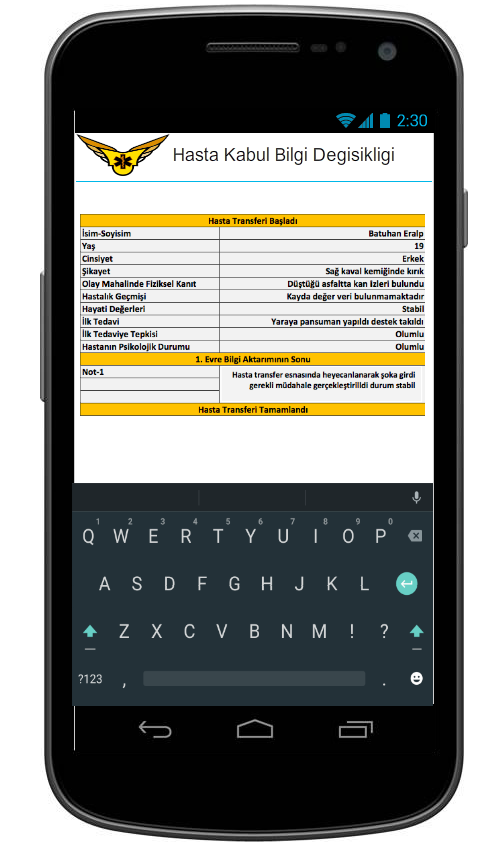 2:30
Hasta Kabul Bilgi Degisikligi
Hasta Transferi Başladı
İsim-Soyisim Batuhan Eralp
Yaş 19
Cinsiyet Erkek
Şikayet Sağ kaval kemiğinde kırık
Olay Mahalinde Fiziksel Kanıt Düştüğü asfaltta kan izleri bulundu
Hastalık Geçmişi Kayda değer veri bulunmamaktadır
Hayati Değerleri Stabil
İlk Tedavi Yaraya pansuman yapıldı destek takıldı
İlk Tedaviye Tepkisi Olumlu
Hastanın Psikolojik Durumu Olumlu
1. Evre Bilgi Aktarımının Sonu
Not-1 Hasta transfer esnasında heyecanlanarak şoka girdi
gerekli müdahale gerçekleştirilldi durum stabil
Hasta Transferi Tamamlandı
1 2 3 4 5 6 7 8 9 0
Q W E R T Y U I O P
A S D F G H J K L
Z X C V B N M ! ?
?123 , .